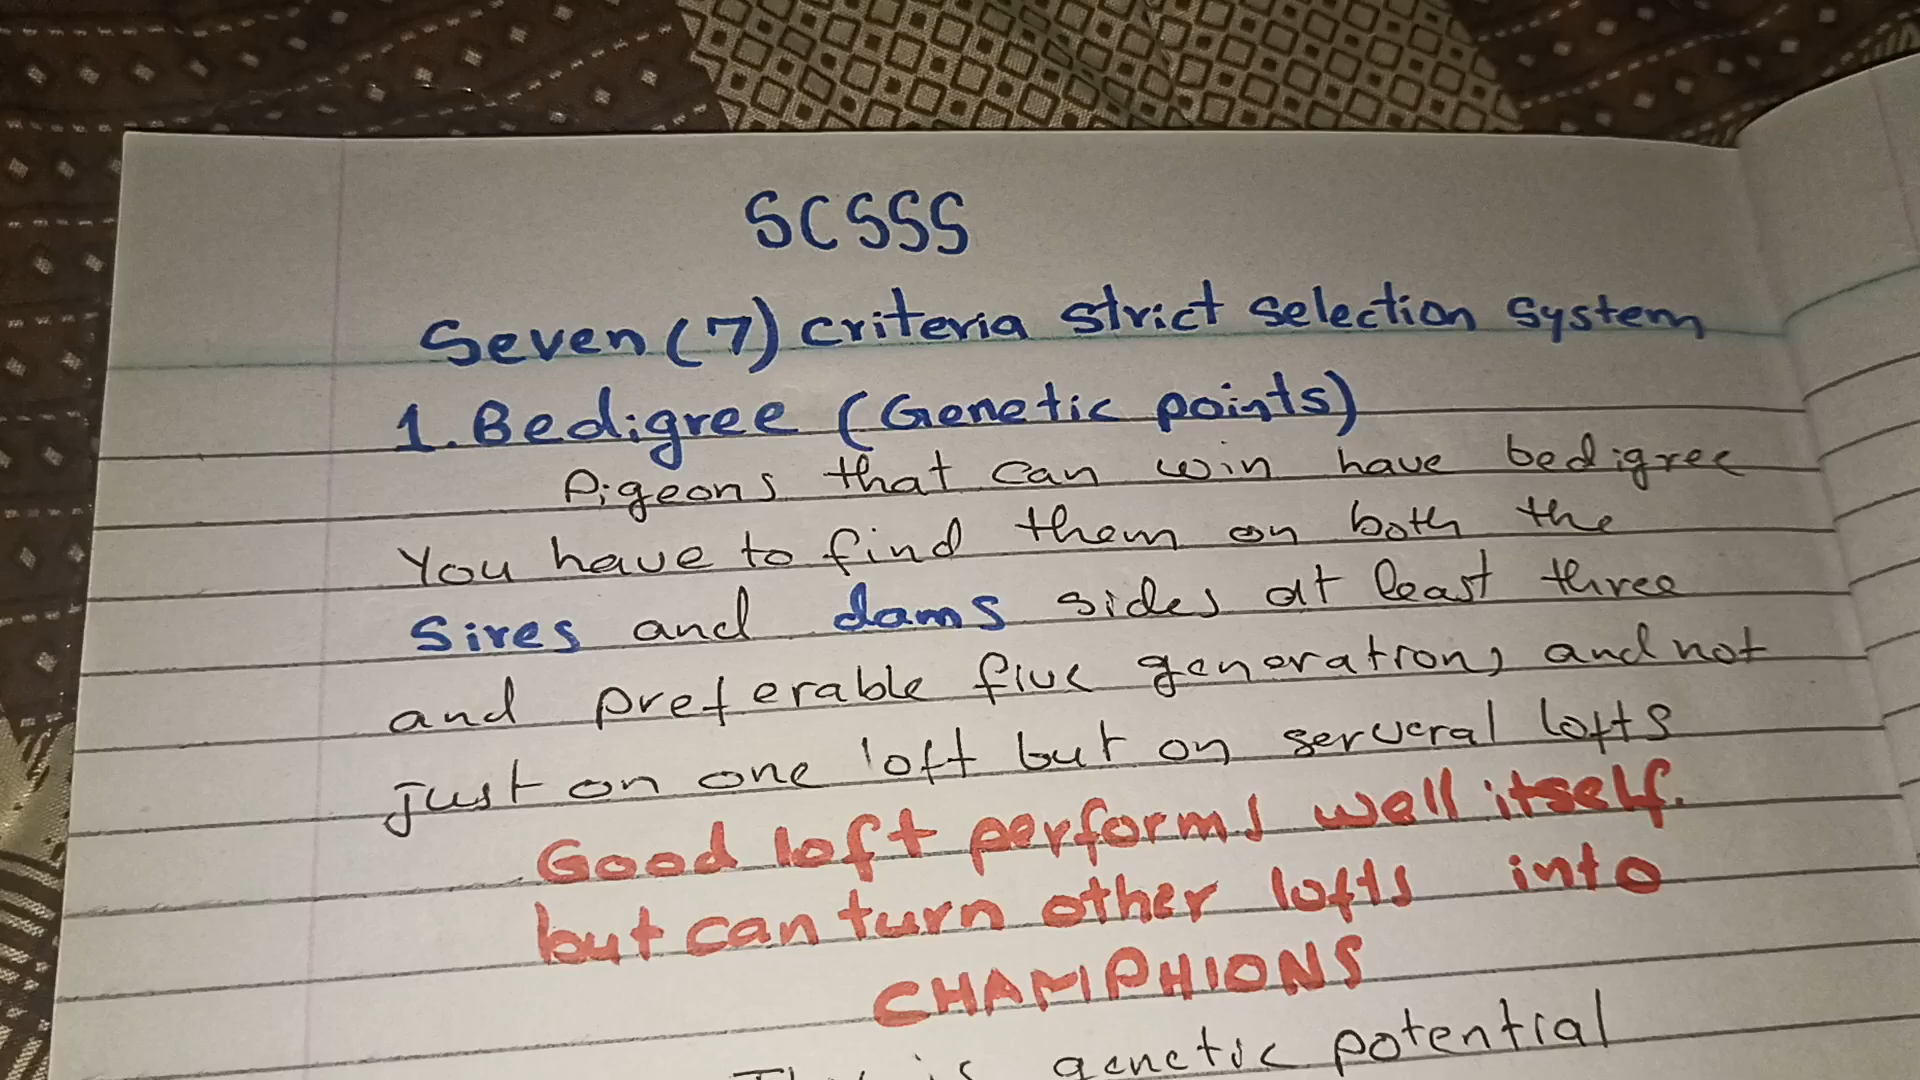 SCSSS
Seven (7) criteria strict selection system
1. Bedigree (Genetic points)
Pigeons that can win have bedigree
You have to find them on both the
Sires and dams sides at least three
and preferable five generation, and not
just on one loft but on serveral lofts
Good loft performs well itself.
but can turn other lofts into
CHAMPHIONS
is genetic potential